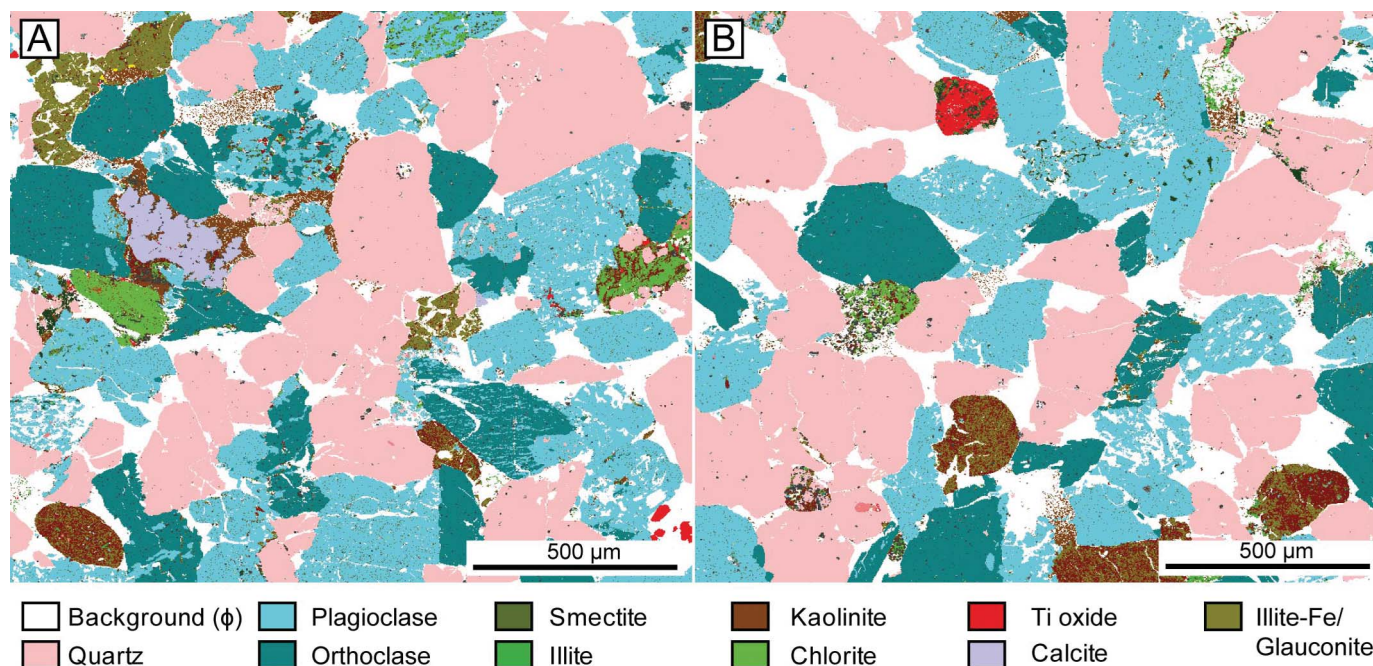 A
B
500 µm
500 µm
Background (ϕ)
Plagioclase
Smectite
Kaolinite
Ti oxide
Illite-Fe/
Glauconite
Quartz
Orthoclase
Illite
Chlorite
Calcite